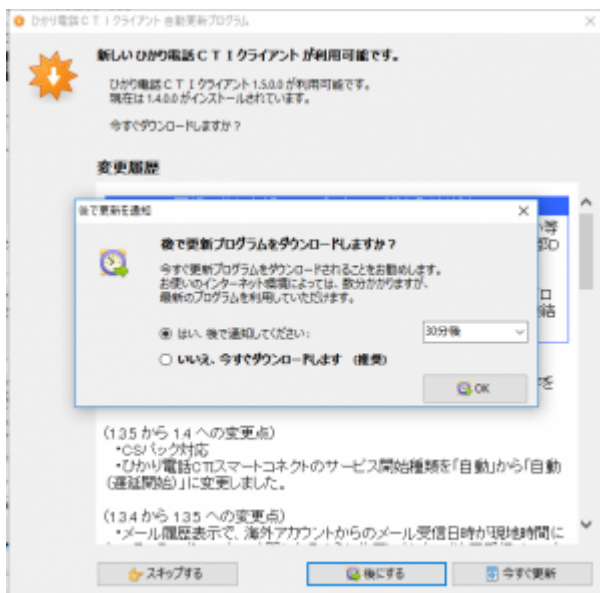 ひかり電話CTIクライアント 自動更新プログラム
新しい ひかり電話CTIクライアント が利用可能です。
ひかり電話CTIクライアント 1.5.0.0 が利用可能です。
現在は 1.4.0.0 がインストールされています。
今すぐダウンロードしますか?
変更履歴
後で更新を通知
後で更新プログラムをダウンロードしますか?
今すぐ更新プログラムをダウンロードされることをお勧めします。
お使いのインターネット環境によっては、数分かかりますが、
最新のプログラムを利用していただけます。
はい、後で通知してください:
30分後
いいえ、今すぐダウンロードします (推奨)
OK
(1.3.5 から 1.4 への変更点)
・CSパック対応
・ひかり電話CTIスマートコネクトのサービス開始種類を「自動」から「自動
(遅延開始)」に変更しました。
(1.3.4 から 1.3.5 への変更点)
・メール履歴表示で、海外アカウントからのメール受信日時が現地時間に
スキップする
後にする
今すぐ更新